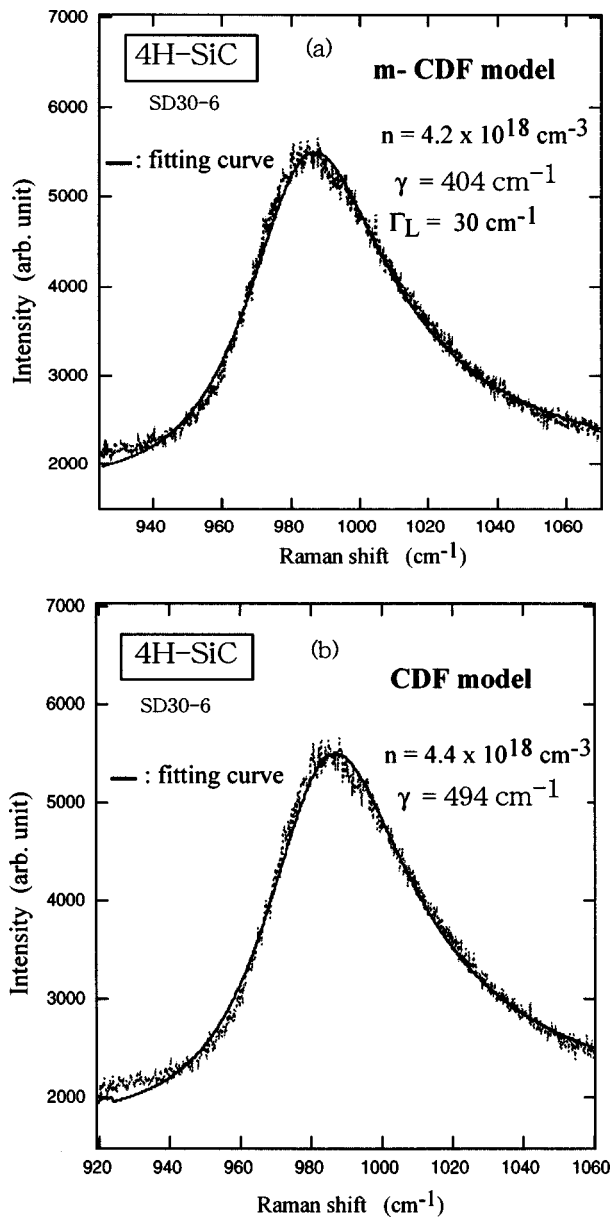 7000
4H-SiC
(a)
m- CDF model
SD30-6
6000
n = 4.2 x 10^18 cm^-3
— : fitting curve
γ = 404 cm^-1
Γ_L = 30 cm^-1
5000
4000
3000
2000
Intensity (arb. unit)
940 960 980 1000 1020 1040 1060
Raman shift (cm^-1)
7000
4H-SiC
(b)
CDF model
SD30-6
6000
n = 4.4 x 10^18 cm^-3
— : fitting curve
γ = 494 cm^-1
5000
4000
3000
2000
Intensity (arb. unit)
920 940 960 980 1000 1020 1040 1060
Raman shift (cm^-1)